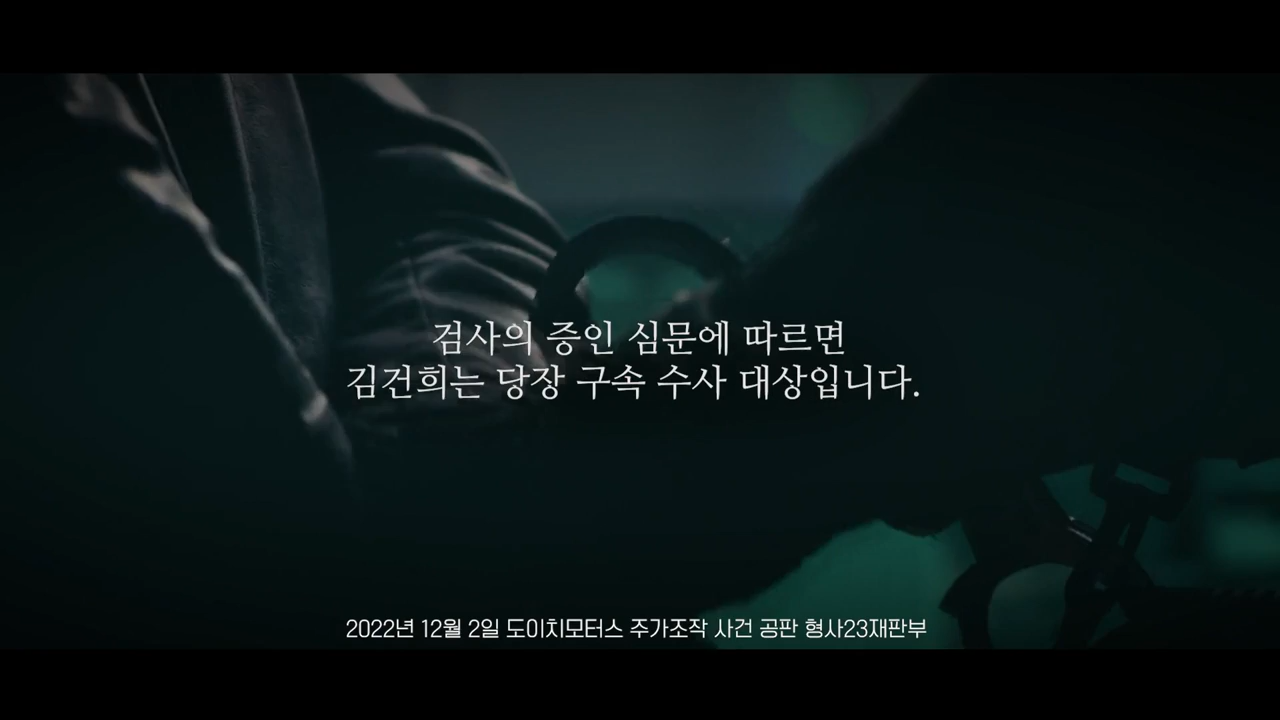 검사의 증인 심문에 따르면
김건희는 당장 구속 수사 대상입니다.
2022년 12월 2일 도이치모터스 주가조작 사건 공판 형사23재판부